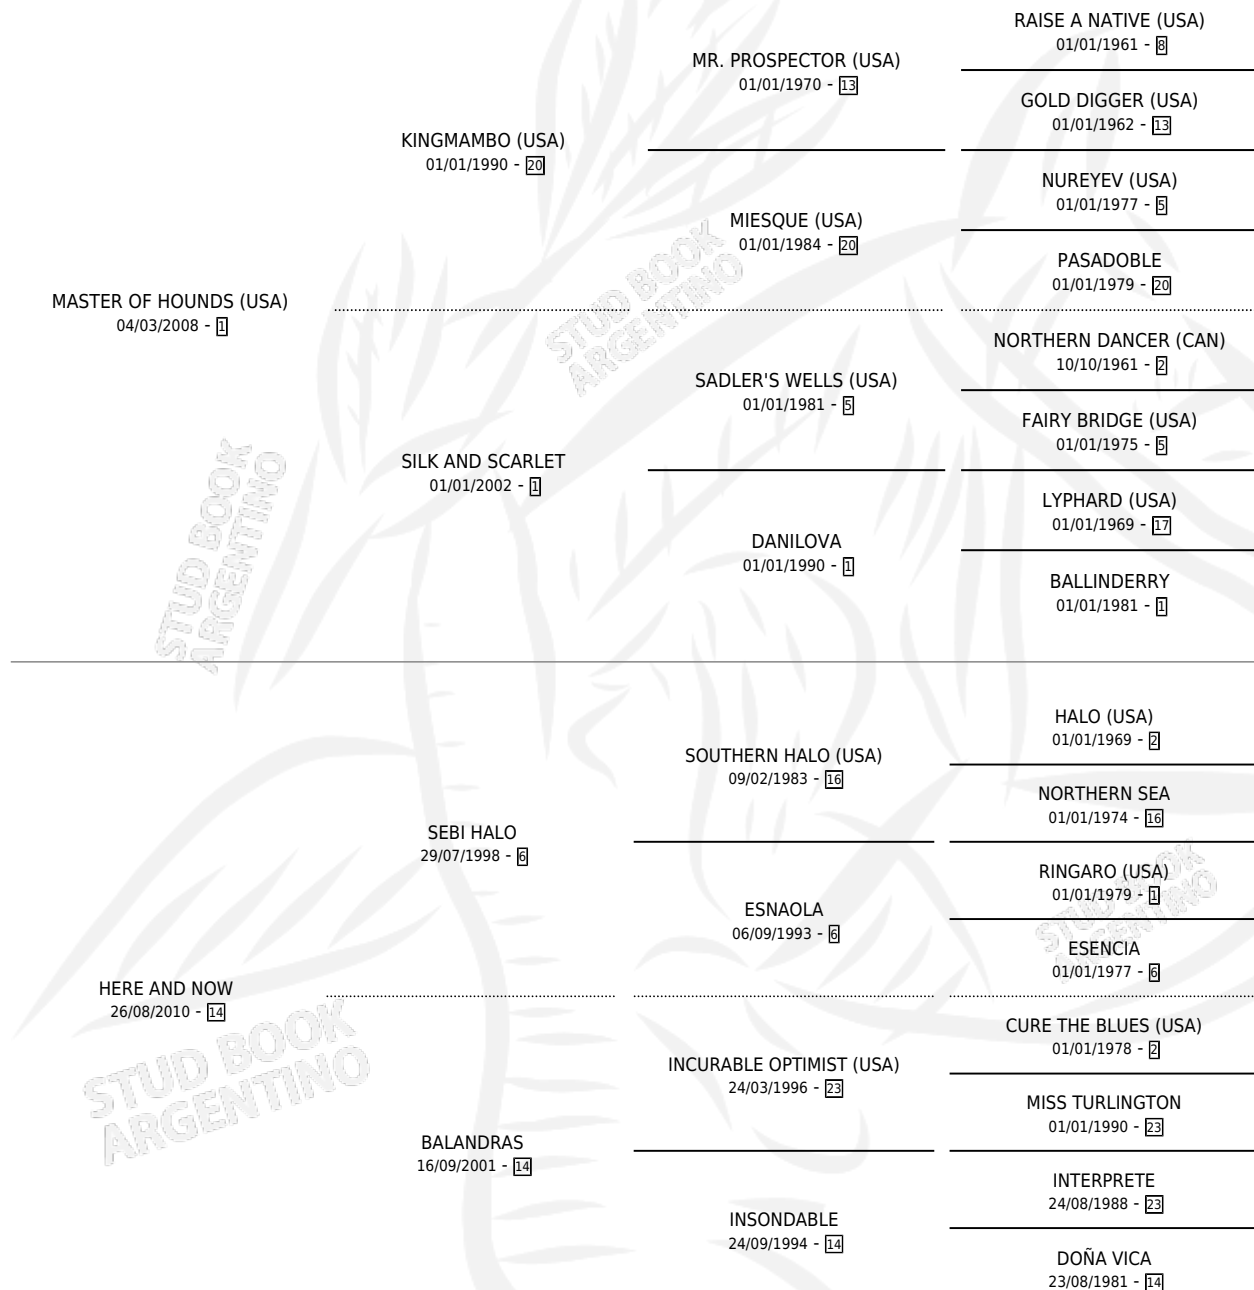 RAISE A NATIVE (USA)
01/01/1961 - 8
MR. PROSPECTOR (USA)
01/01/1970 - 13
GOLD DIGGER (USA)
01/01/1962 - 13
KINGMAMBO (USA)
01/01/1990 - 20
NUREYEV (USA)
01/01/1977 - 5
MIESQUE (USA)
01/01/1984 - 20
PASADOBLE
01/01/1979 - 20
MASTER OF HOUNDS (USA)
04/03/2008 - 1
NORTHERN DANCER (CAN)
10/10/1961 - 2
SADLER'S WELLS (USA)
01/01/1981 - 5
FAIRY BRIDGE (USA)
01/01/1975 - 5
SILK AND SCARLET
01/01/2002 - 1
LYPHARD (USA)
01/01/1969 - 17
DANILOVA
01/01/1990 - 1
BALLINDERRY
01/01/1981 - 1
HALO (USA)
01/01/1969 - 2
SOUTHERN HALO (USA)
09/02/1983 - 16
NORTHERN SEA
01/01/1974 - 16
SEBI HALO
29/07/1998 - 6
RINGARO (USA)
01/01/1979 - 1
ESNAOLA
06/09/1993 - 6
ESENCIA
01/01/1977 - 6
HERE AND NOW
26/08/2010 - 14
CURE THE BLUES (USA)
01/01/1978 - 2
INCURABLE OPTIMIST (USA)
24/03/1996 - 23
MISS TURLINGTON
01/01/1990 - 23
BALANDRAS
16/09/2001 - 14
INTERPRETE
24/08/1988 - 23
INSONDABLE
24/09/1994 - 14
DOÑA VICA
23/08/1981 - 14
STUD BOOK
ARGENTINO
STUD BOOK
ARGENTINO
STUD BOOK
ARGENTINO
STUD BOOK
ARGENTINO